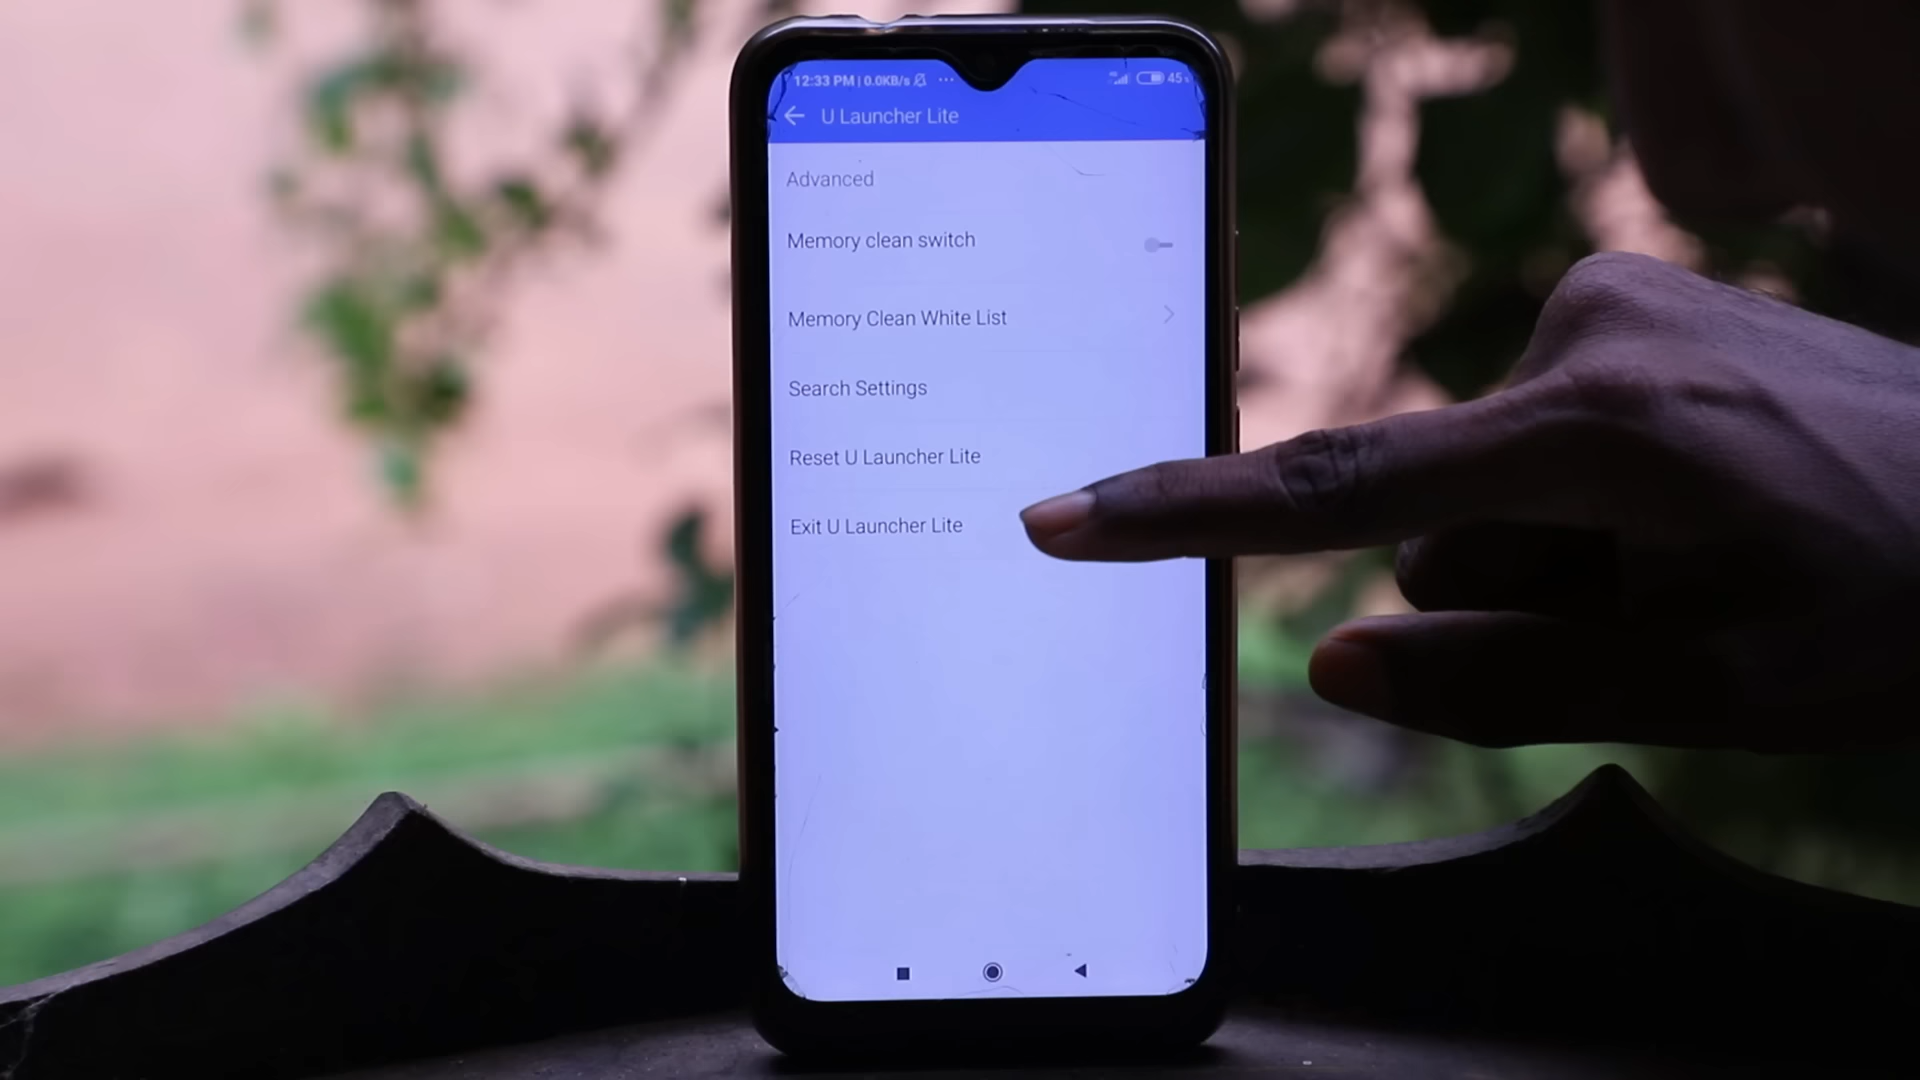 12:33 PM | 0.0KB/s ... 45
U Launcher Lite
Advanced
Memory clean switch
Memory Clean White List
Search Settings
Reset U Launcher Lite
Exit U Launcher Lite